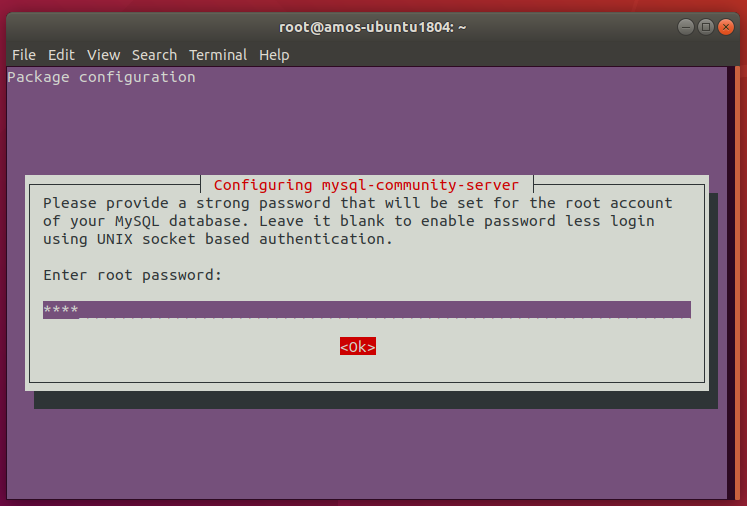 root@amos-ubuntu1804: ~
File Edit View Search Terminal Help
Package configuration
Configuring mysql-community-server
Please provide a strong password that will be set for the root account
of your MySQL database. Leave it blank to enable password less login
using UNIX socket based authentication.
Enter root password:
****
<Ok>